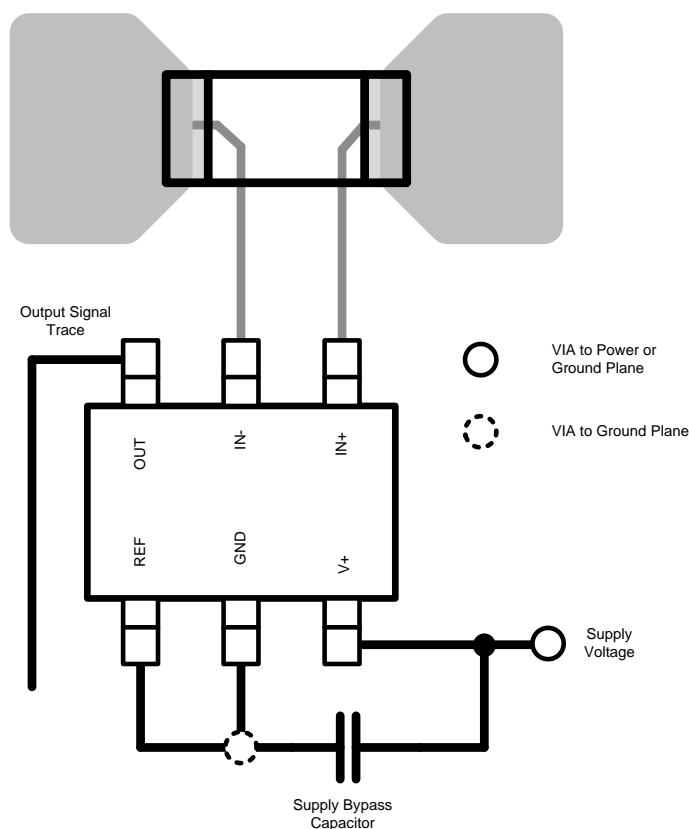 Output Signal
Trace
VIA to Power or
Ground Plane
VIA to Ground Plane
OUT
IN-
IN+
REF
GND
V+
Supply
Voltage
Supply Bypass
Capacitor